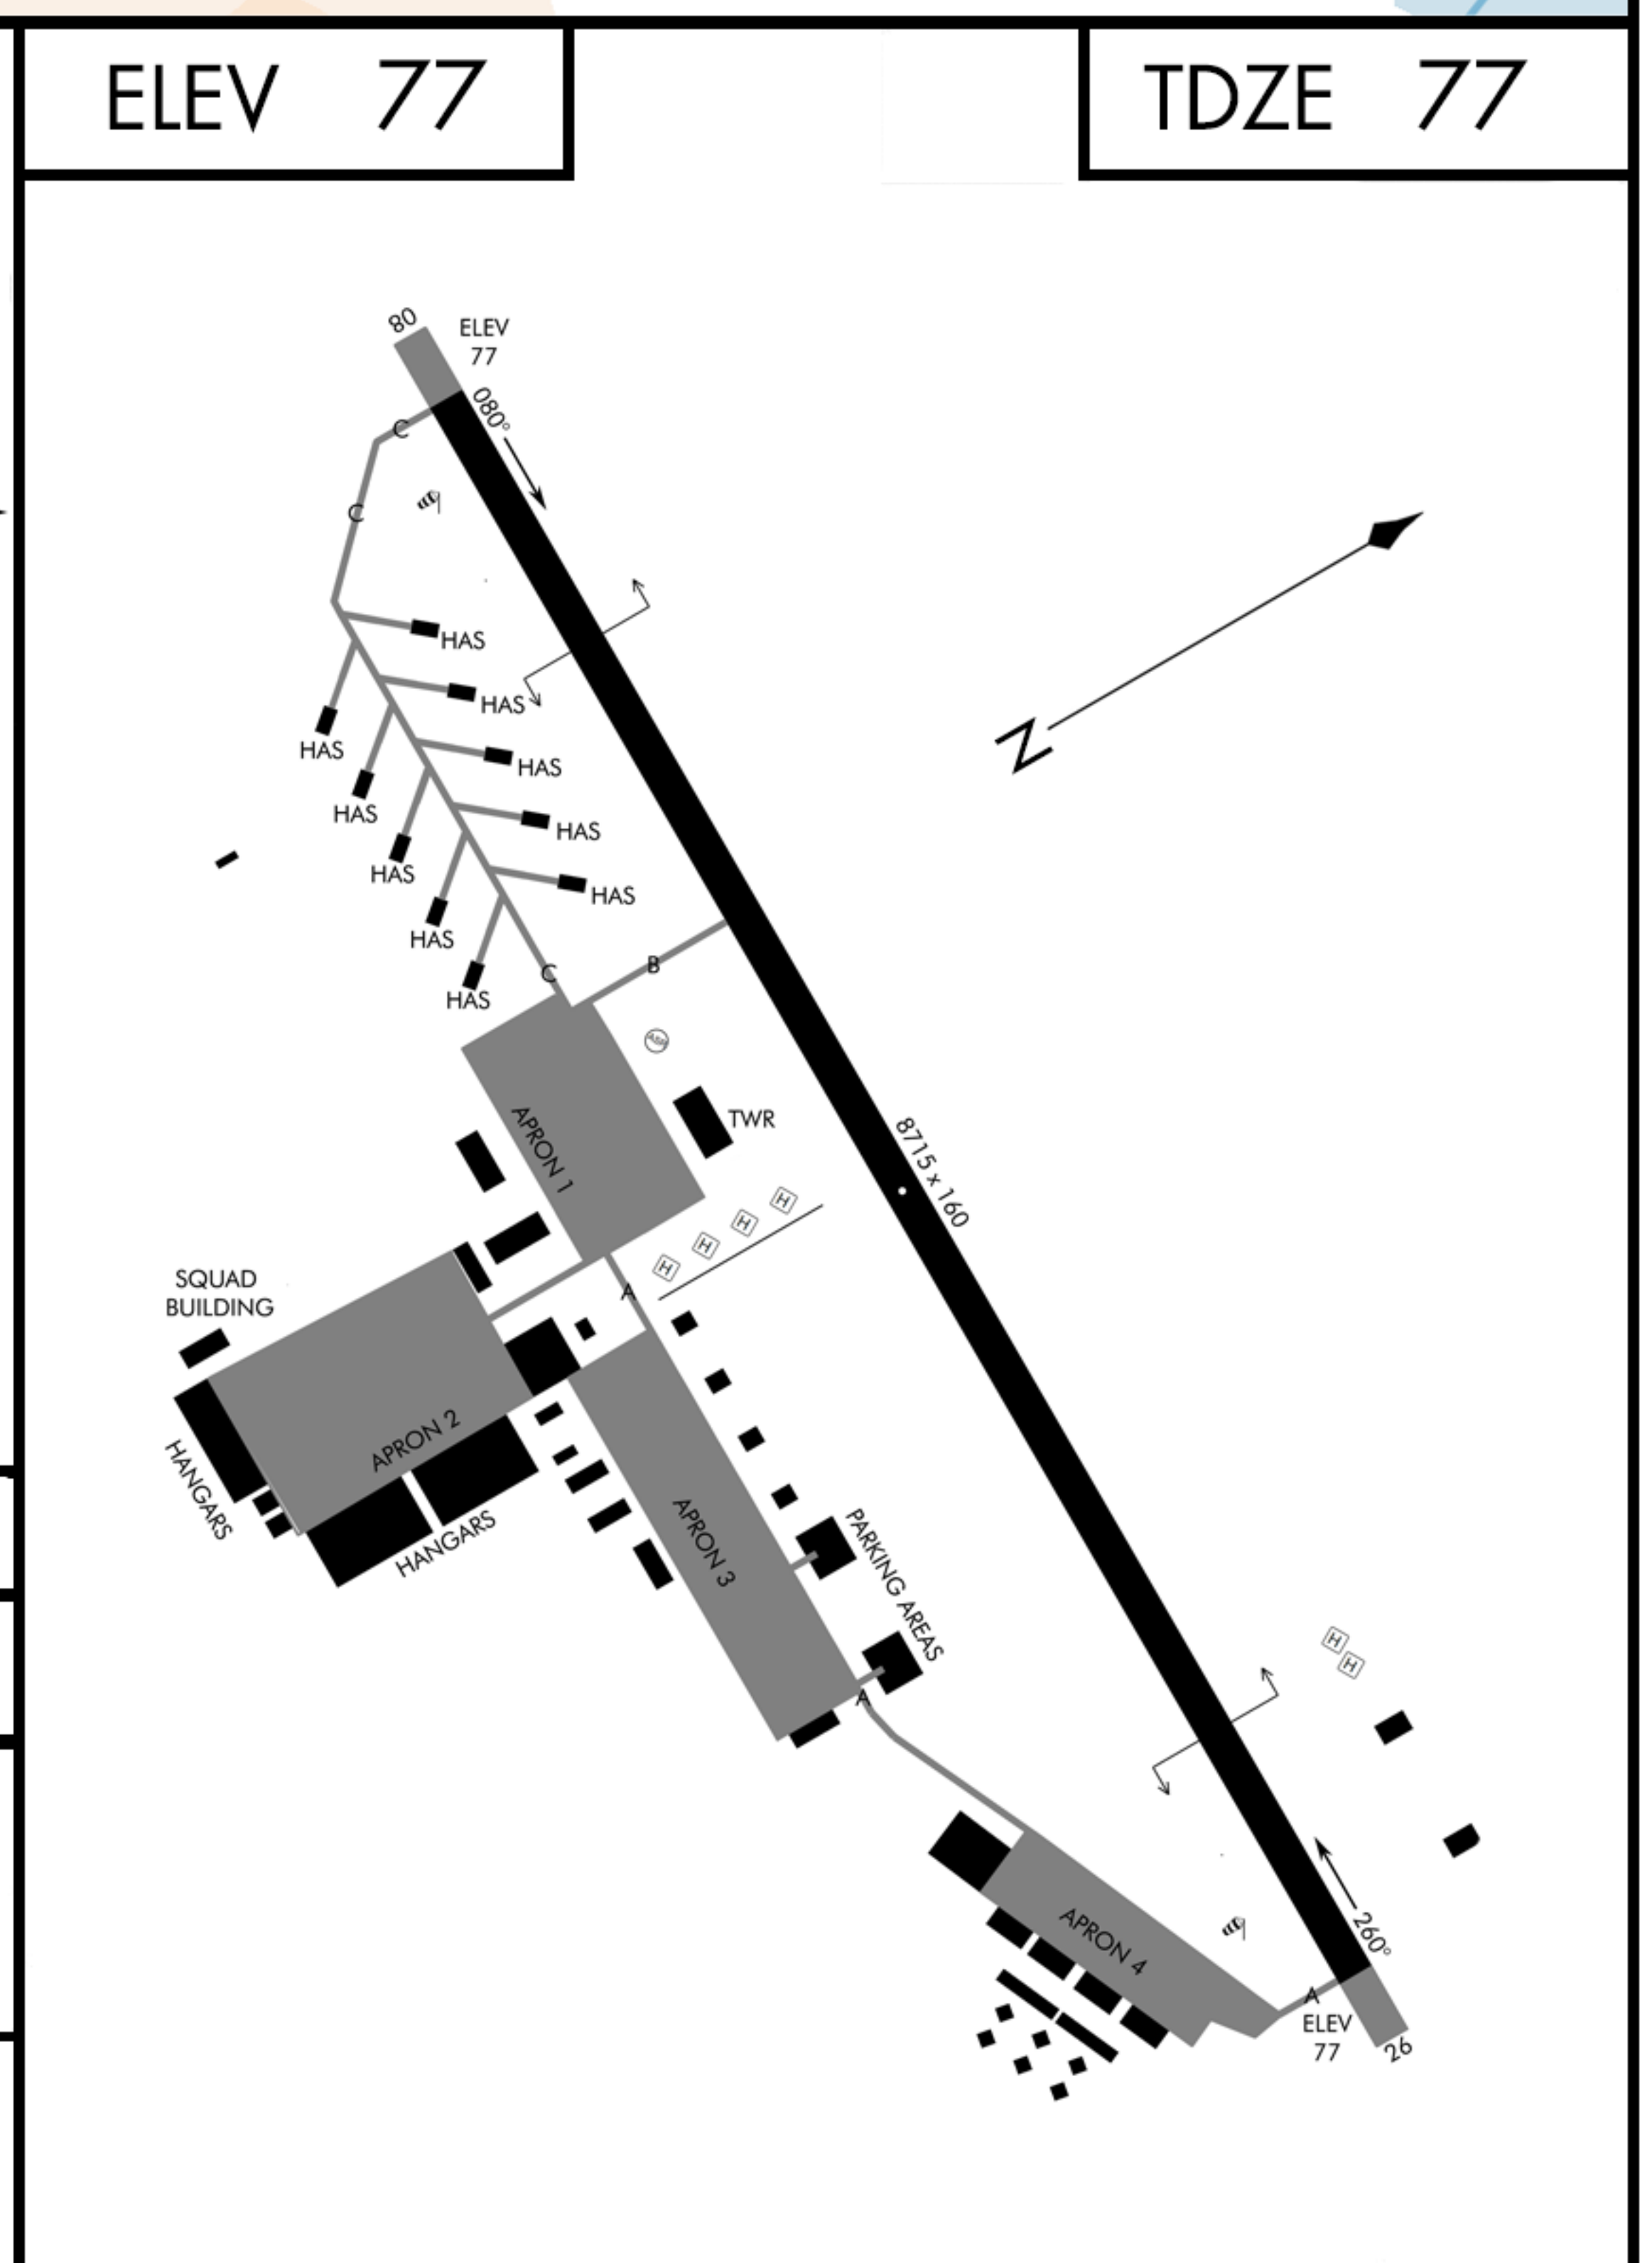 ELEV 77
TDZE 77
08
ELEV
77
080°
C
C
HAS
HAS
HAS
HAS
HAS
HAS
HAS
HAS
HAS
HAS
N
C
B
ASR
TWR
APRON 1
8715 x 160
H
H
H
H
A
SQUAD
BUILDING
APRON 2
HANGARS
HANGARS
APRON 3
PARKING AREAS
A
H
H
APRON 4
260°
A
ELEV
77
26